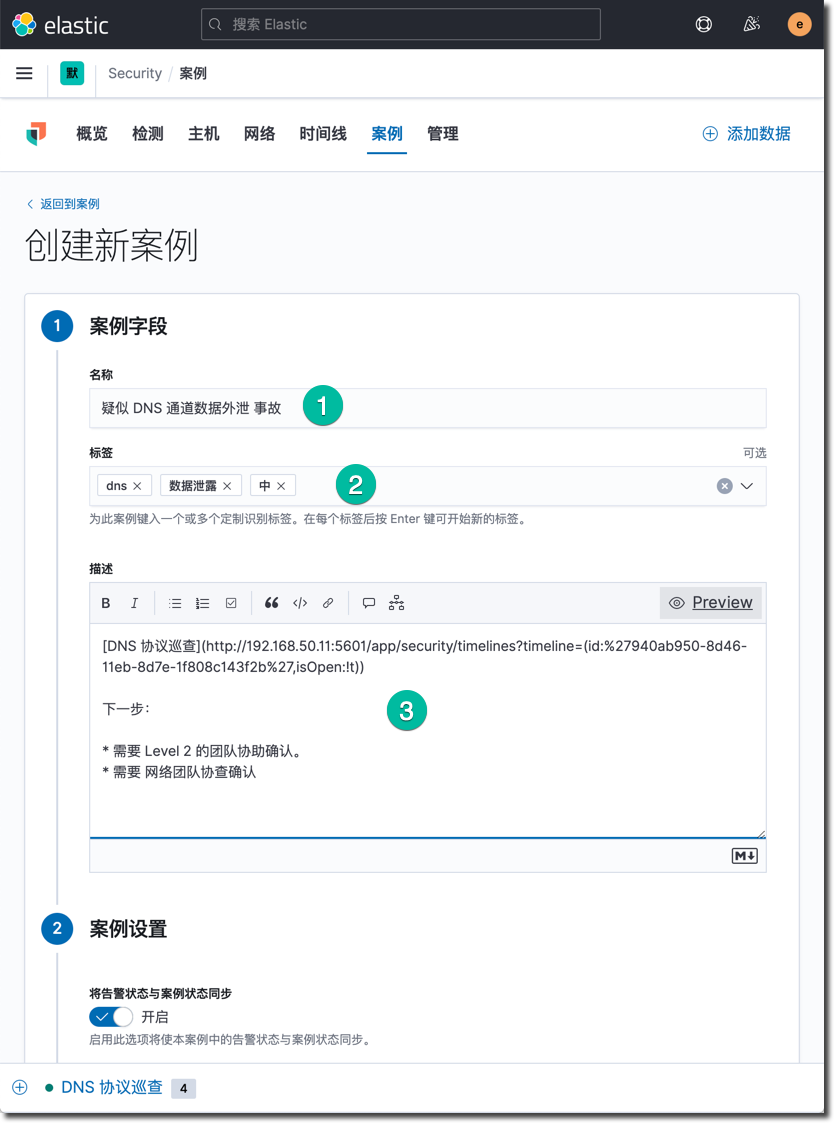 elastic
搜索 Elastic
e
默
Security / 案例
概览 检测 主机 网络 时间线 案例 管理 添加数据
返回到案例
创建新案例
1 案例字段
名称
疑似 DNS 通道数据外泄 事故 1
标签 可选
dns 数据泄露 中 2
为此案例键入一个或多个定制识别标签。在每个标签后按 Enter 键可开始新的标签。
描述
B I Preview
[DNS 协议巡查](http://192.168.50.11:5601/app/security/timelines?timeline=(id:%27940ab950-8d46-
11eb-8d7e-1f808c143f2b%27,isOpen:!t))
下一步：
3
* 需要 Level 2 的团队协助确认。
* 需要 网络团队协查确认
M
2 案例设置
将告警状态与案例状态同步
开启
启用此选项将使本案例中的告警状态与案例状态同步。
DNS 协议巡查 4